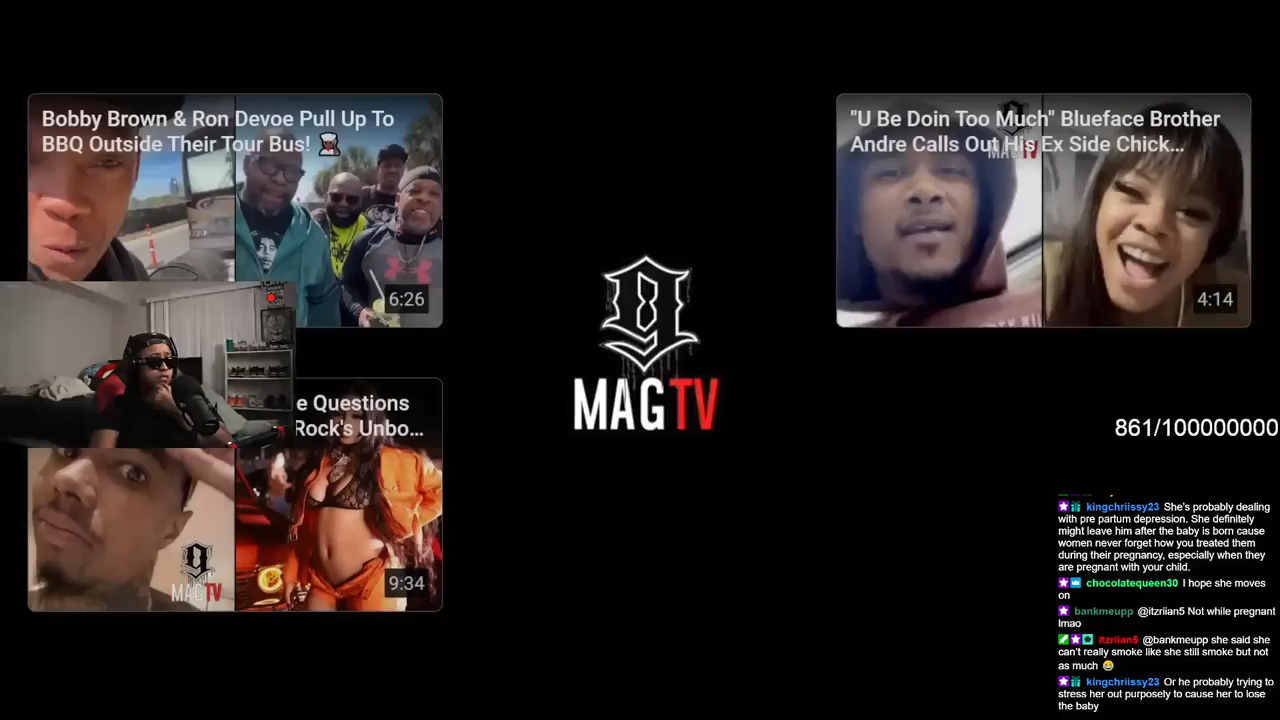 Bobby Brown & Ron Devoe Pull Up To
BBQ Outside Their Tour Bus!
6:26
"U Be Doin Too Much" Blueface Brother
Andre Calls Out His Ex Side Chick...
MAGTV
4:14
9
MAGTV
e Questions
Rock's Unbo...
9
MAGTV
9:34
861/100000000
kingchriissy23 She's probably dealing
with pre partum depression. She definitely
might leave him after the baby is born cause
women never forget how you treated them
during their pregnancy, especially when they
are pregnant with your child.
chocolatequeen30 I hope she moves
on
bankmeupp @itzriian5 Not while pregnant
lmao
itzriian5 @bankmeupp she said she
can't really smoke like she still smoke but not
as much
kingchriissy23 Or he probably trying to
stress her out purposely to cause her to lose
the baby